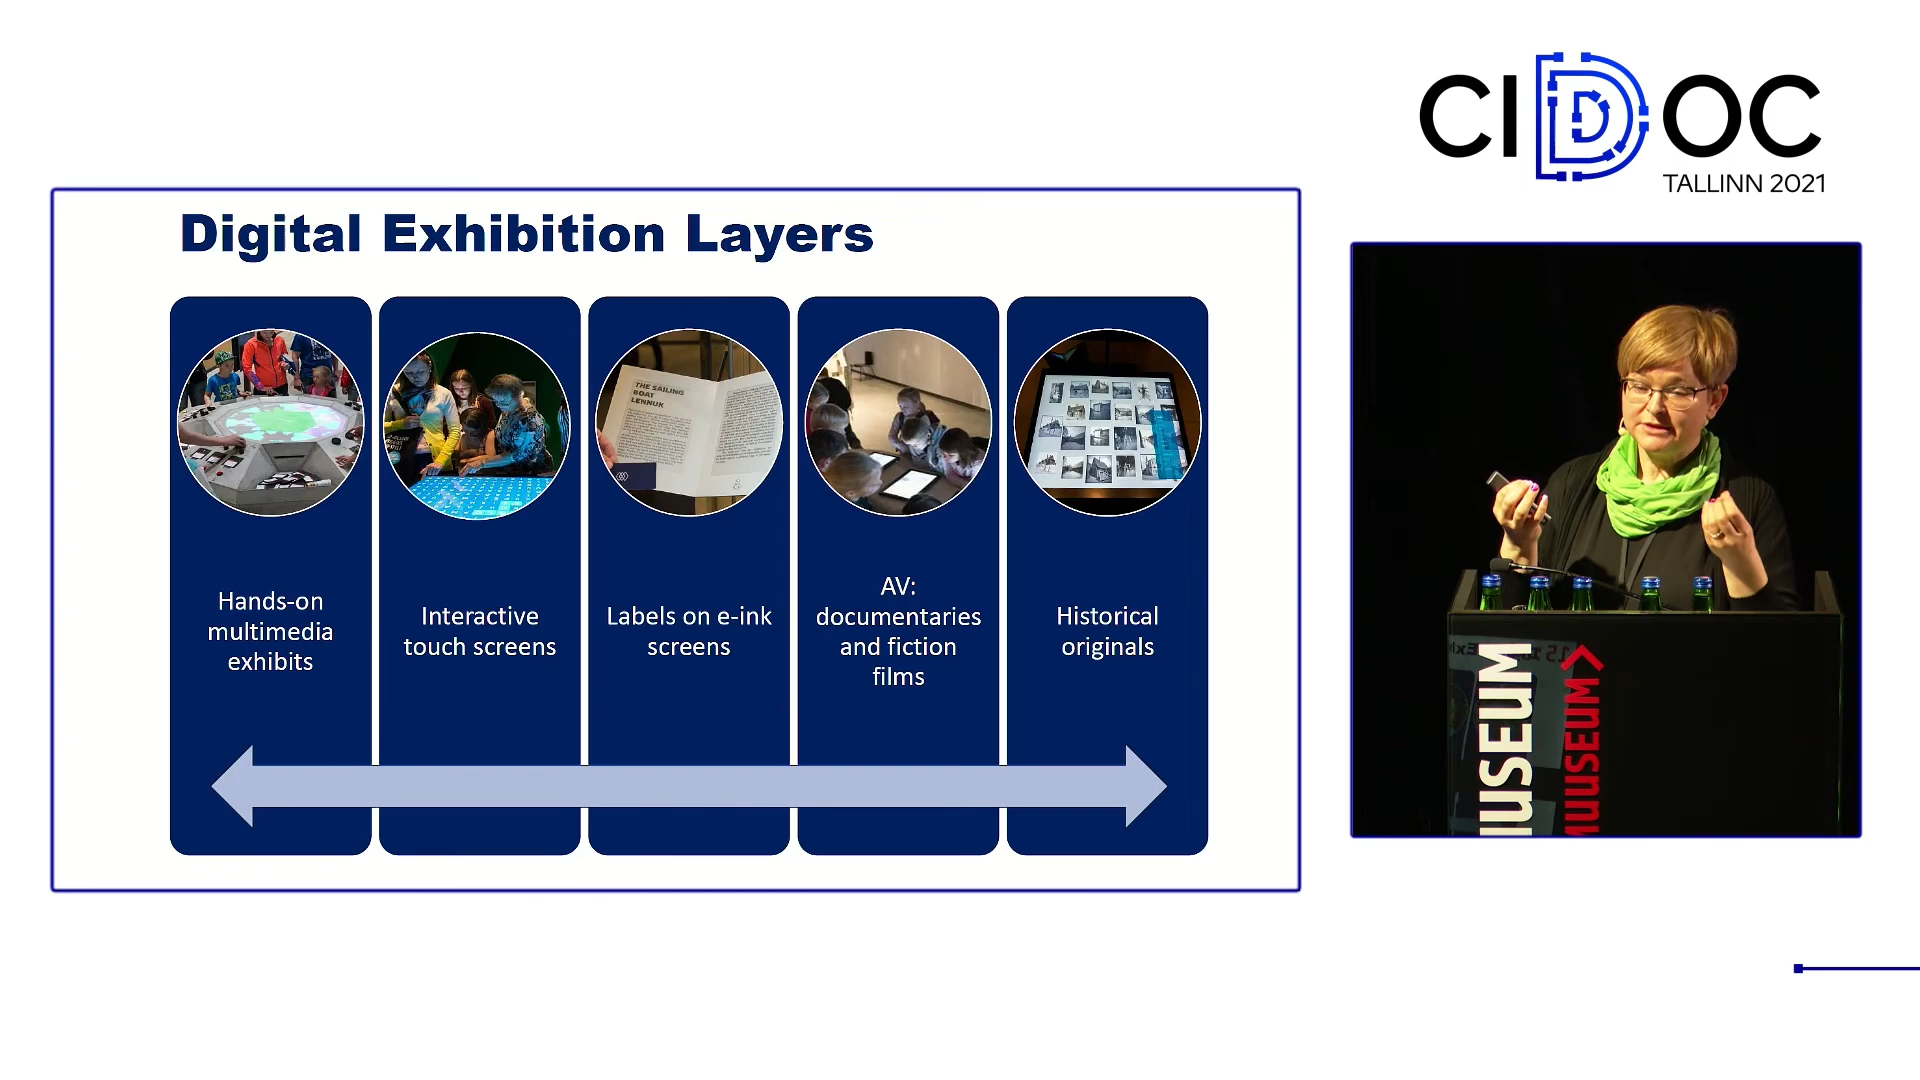 CIDOC
TALLINN 2021
Digital Exhibition Layers
THE SAILING
BOAT
LENNUK
Hands-on
multimedia
exhibits
Interactive
touch screens
Labels on e-ink
screens
AV:
documentaries
and fiction
films
Historical
originals
MUSEUM
MUUSEUM